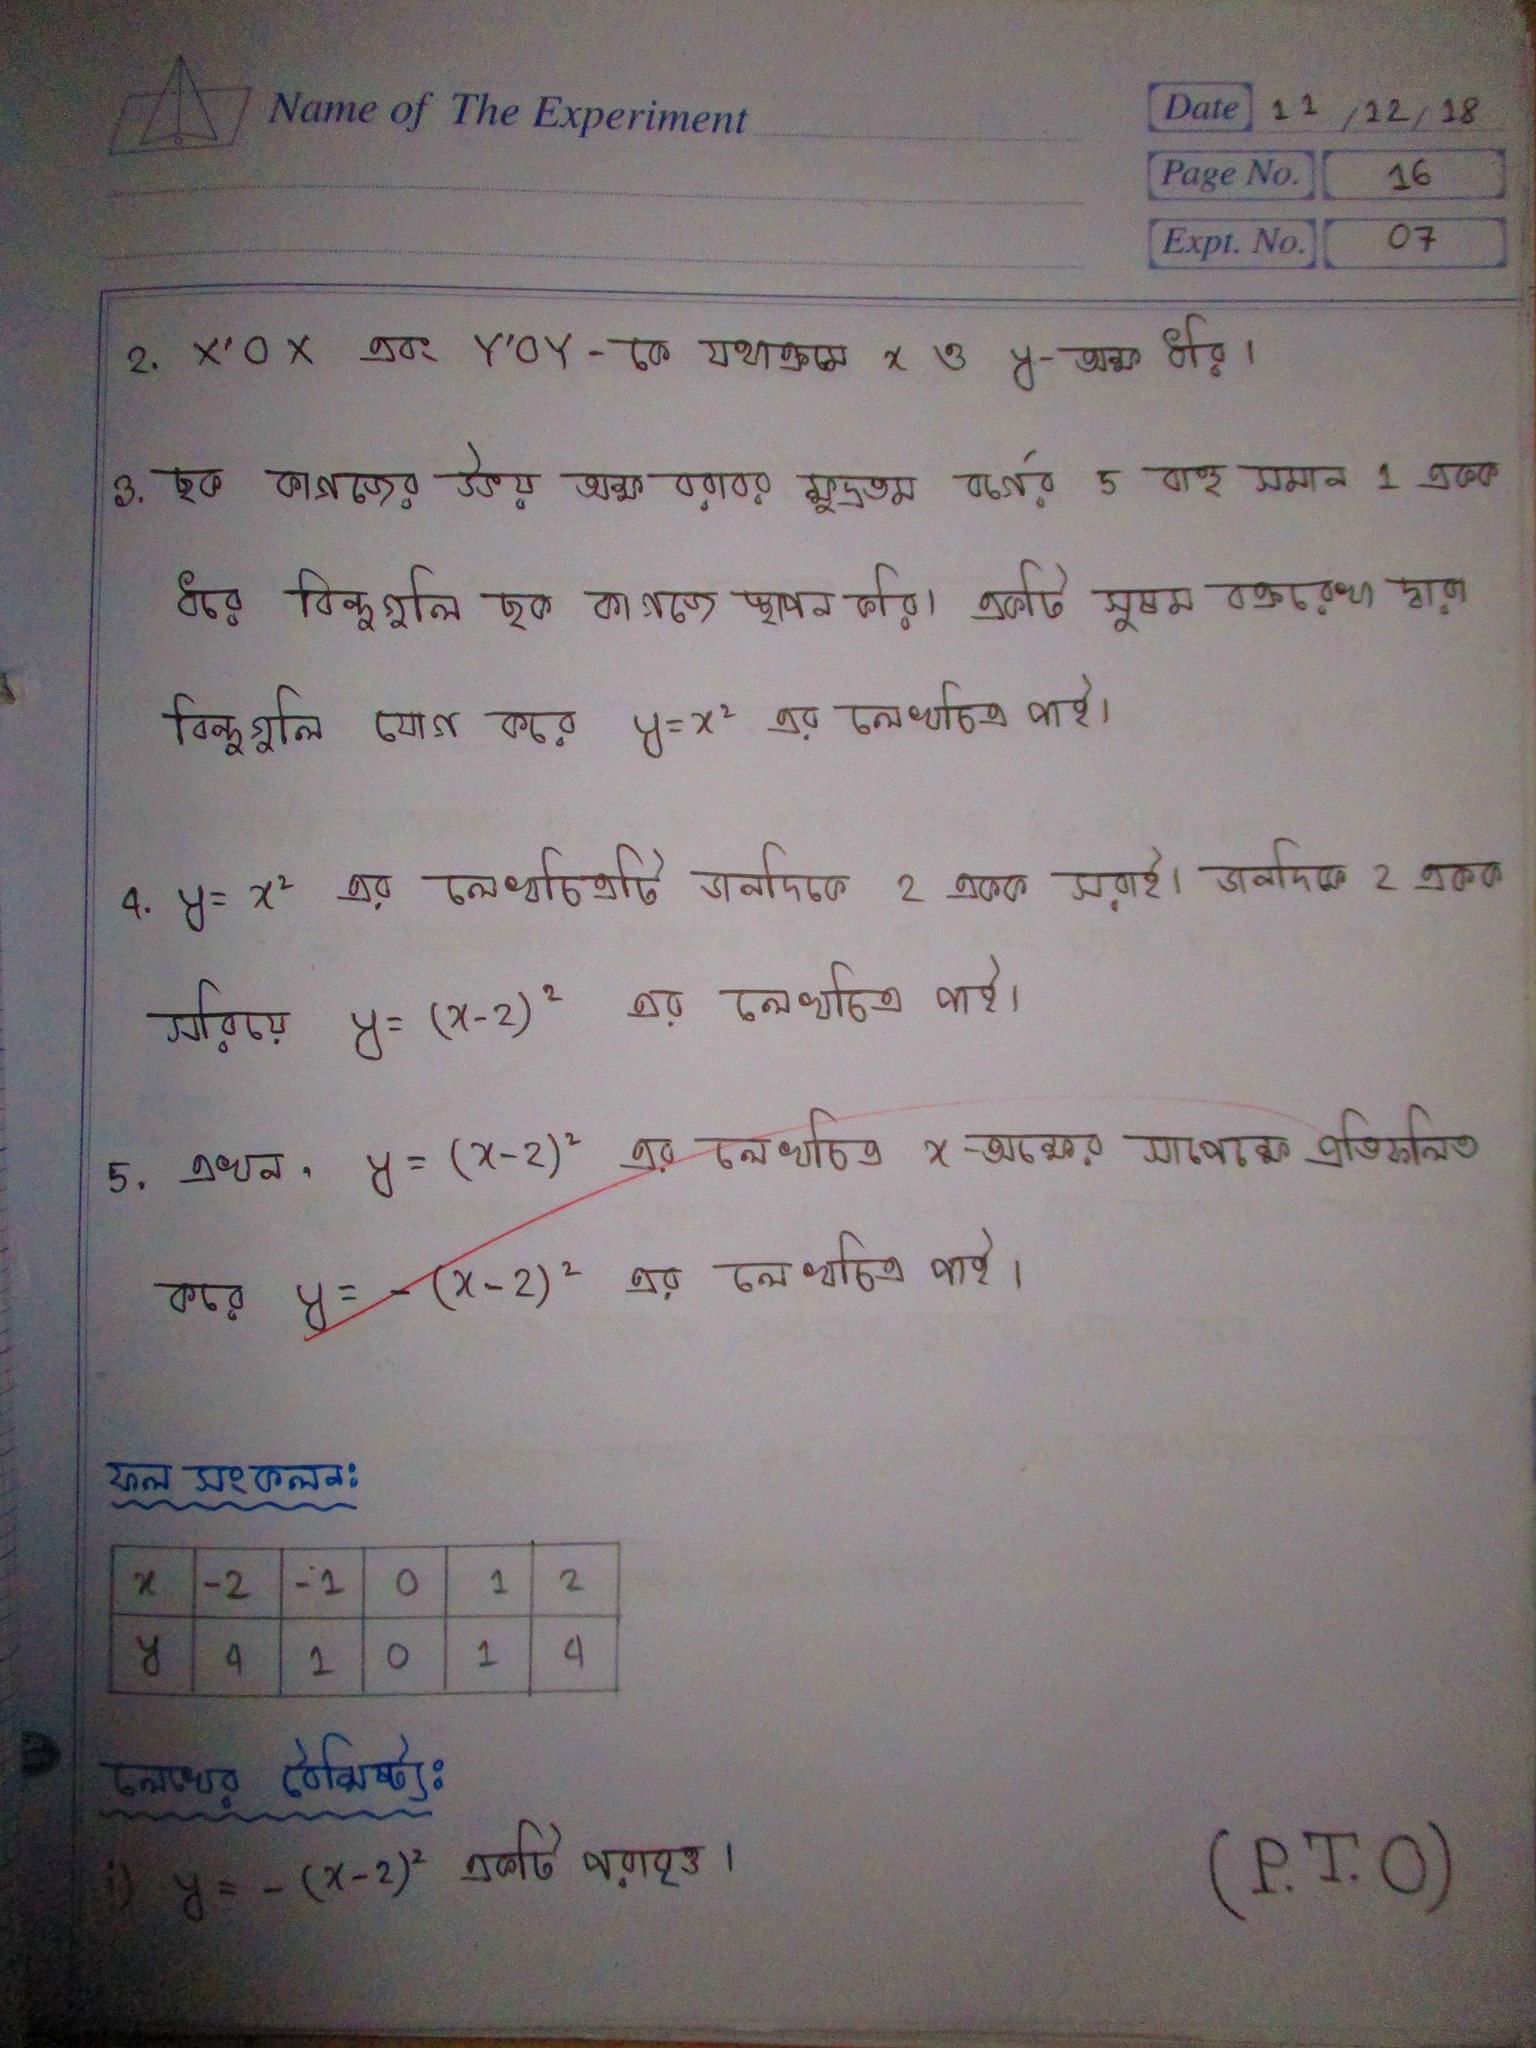 Name of The Experiment
Date 11/12/18
Page No. 16
Expt. No. 07
2. X'OX এবং Y'OY-কে যথাক্রমে x ও y-অক্ষ ধরি।
3. ছক কাগজের উভয় অক্ষ বরাবর ক্ষুদ্রতম বর্গের 5 বাহু সমান 1 একক
ধরে বিন্দুগুলি ছক কাগজে স্থাপন করি। একটি সুষম বক্ররেখা দ্বারা
বিন্দুগুলি যোগ করে y=x² এর লেখচিত্র পাই।
4. y= x² এর লেখচিত্রটি ডানদিকে 2 একক সরাই। ডানদিকে 2 একক
সরিয়ে y= (x-2)² এর লেখচিত্র পাই।
5. এখন, y= (x-2)² এর লেখচিত্র x-অক্ষের সাপেক্ষে প্রতিফলিত
করে y= -(x-2)² এর লেখচিত্র পাই।
ফল সংকলন:
x -2 -1 0 1 2
y 4 1 0 1 4
লেখের বৈশিষ্ট্য:
i) y= -(x-2)² একটি পরাবৃত্ত।
(P.T.O)